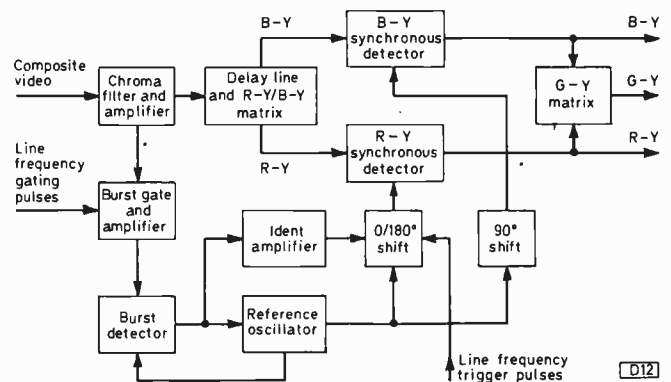 B-Y
B-Y
synchronous
detector
B-Y
Composite
video
Chroma
filter and
amplifier
Delay line
and R-Y/B-Y
matrix
G-Y
matrix
G-Y
R-Y
R-Y
synchronous
detector
R-Y
Line
frequency
gating
pulses
Burst gate
and
amplifier
Ident
amplifier
0/180°
shift
90°
shift
Burst
detector
Reference
oscillator
Line frequency
trigger pulses
D12